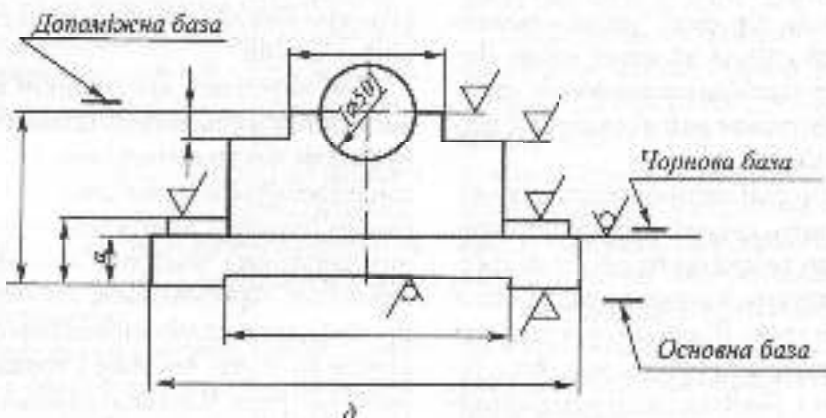 Допоміжна база
[⌀50]
Чорнова база
a
Основна база
д